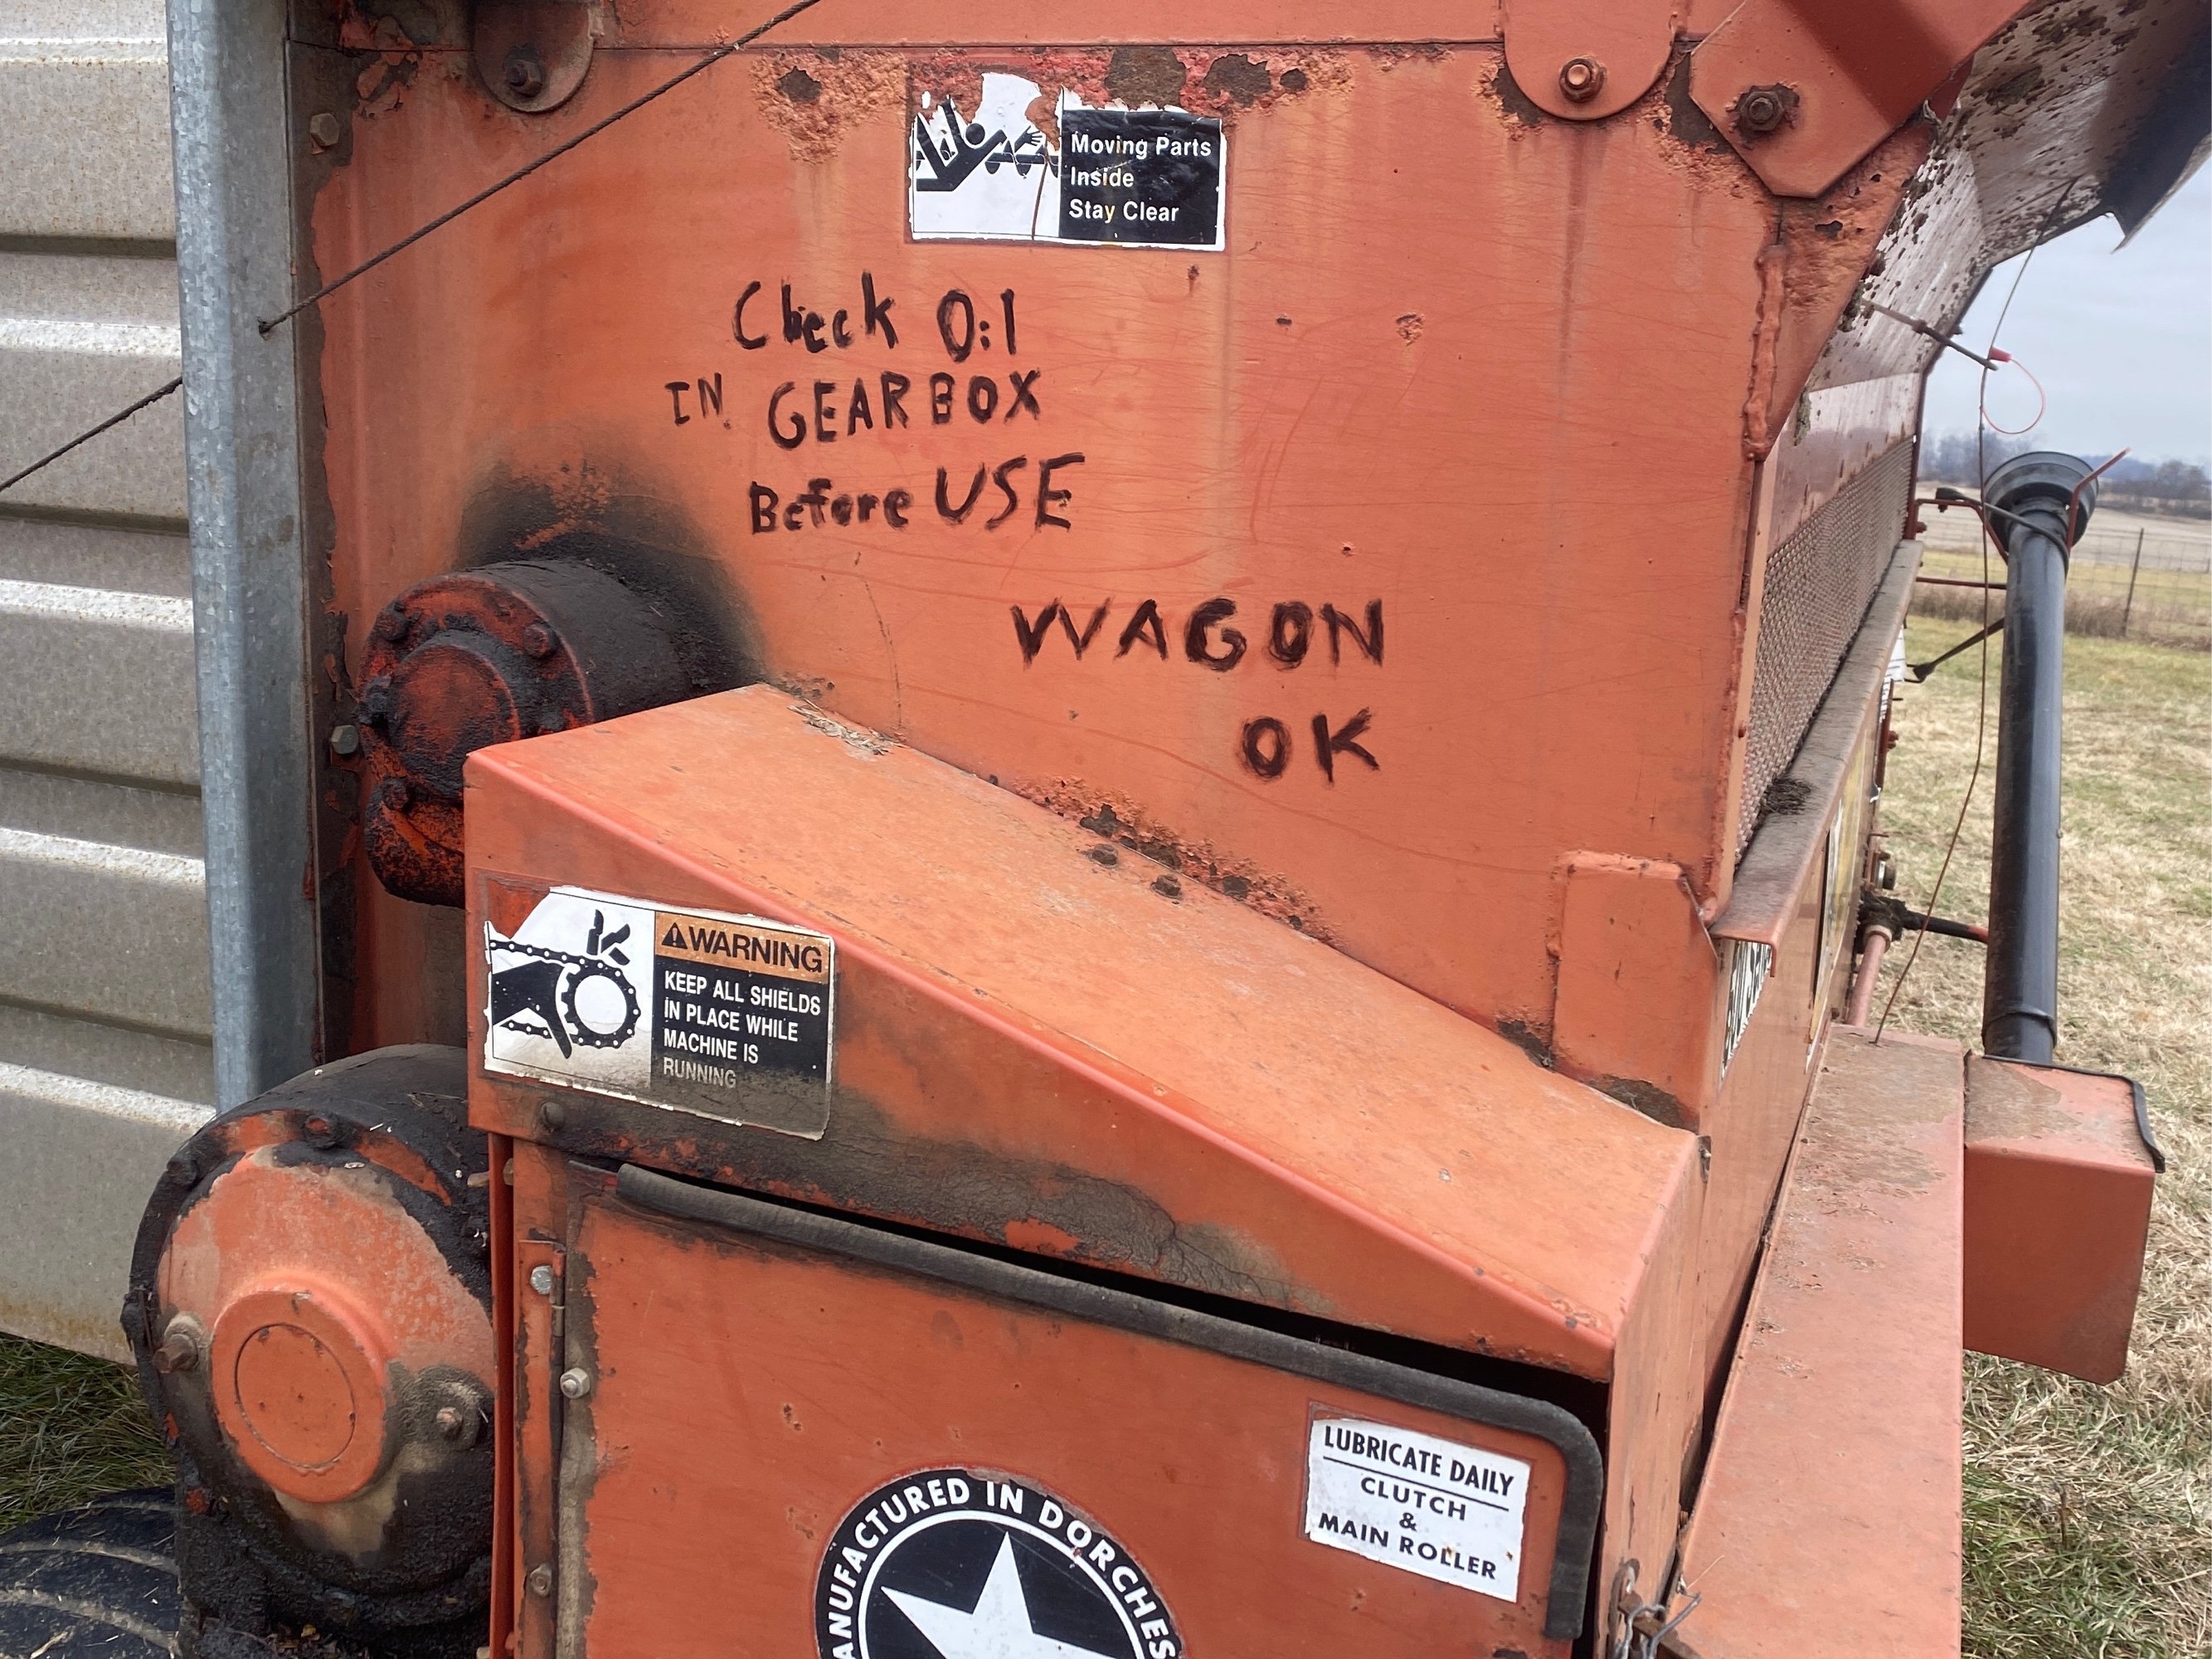 Moving Parts
Inside
Stay Clear
Check Oil
IN GEARBOX
Before USE
WAGON
OK
WARNING
KEEP ALL SHIELDS
IN PLACE WHILE
MACHINE IS
RUNNING
LUBRICATE DAILY
CLUTCH
&
MAIN ROLLER
ANUFACTURED IN DORCHES